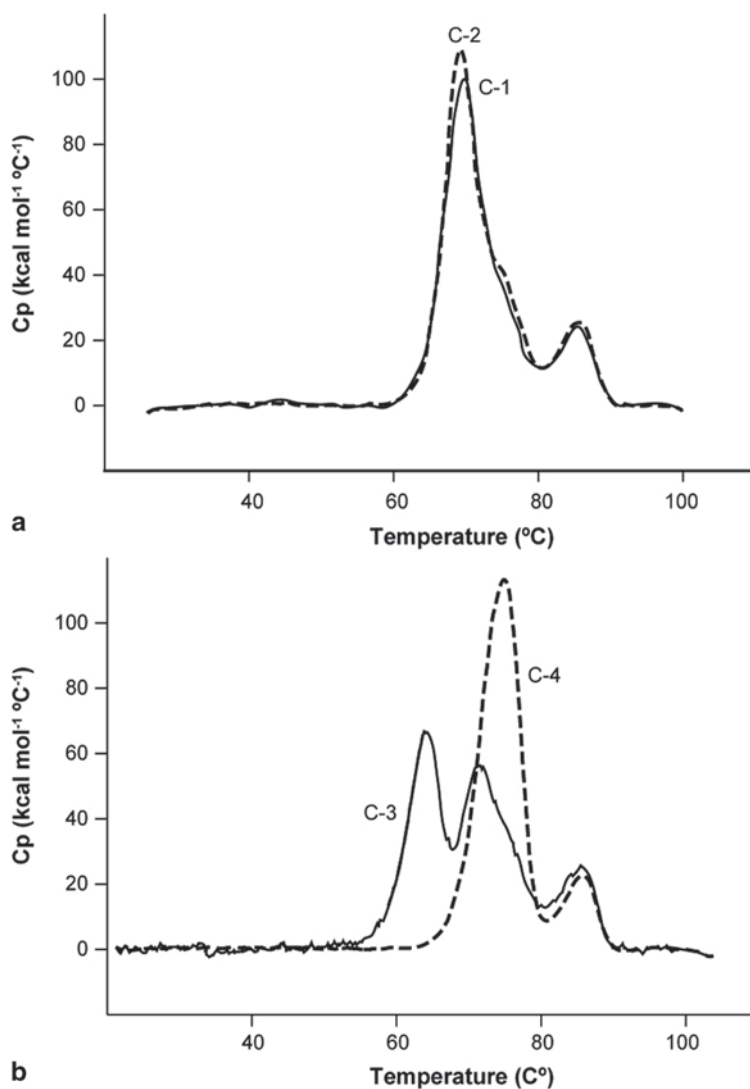 C-2
C-1
100
80
60
40
20
0
Cp (kcal mol⁻¹ ºC⁻¹)
40 60 80 100
Temperature (ºC)
a
100
80
60
40
20
0
Cp (kcal mol⁻¹ ºC⁻¹)
C-4
C-3
40 60 80 100
Temperature (Cº)
b